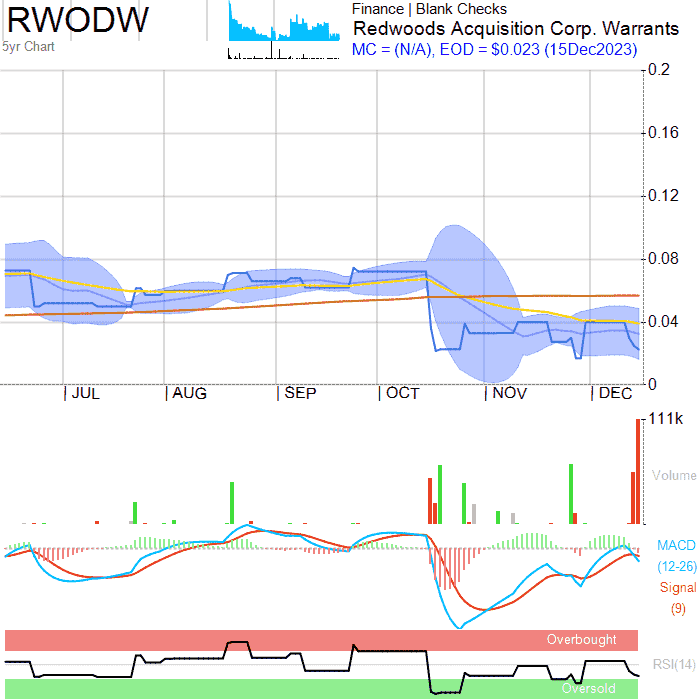 RWODW
5yr Chart
Finance | Blank Checks
Redwoods Acquisition Corp. Warrants
MC = (N/A), EOD = $0.023 (15Dec2023)
0.2
0.16
0.12
0.08
0.04
0
| JUL | AUG | SEP | OCT | NOV | DEC
111k
Volume
MACD
(12-26)
Signal
(9)
Overbought
RSI(14)
Oversold